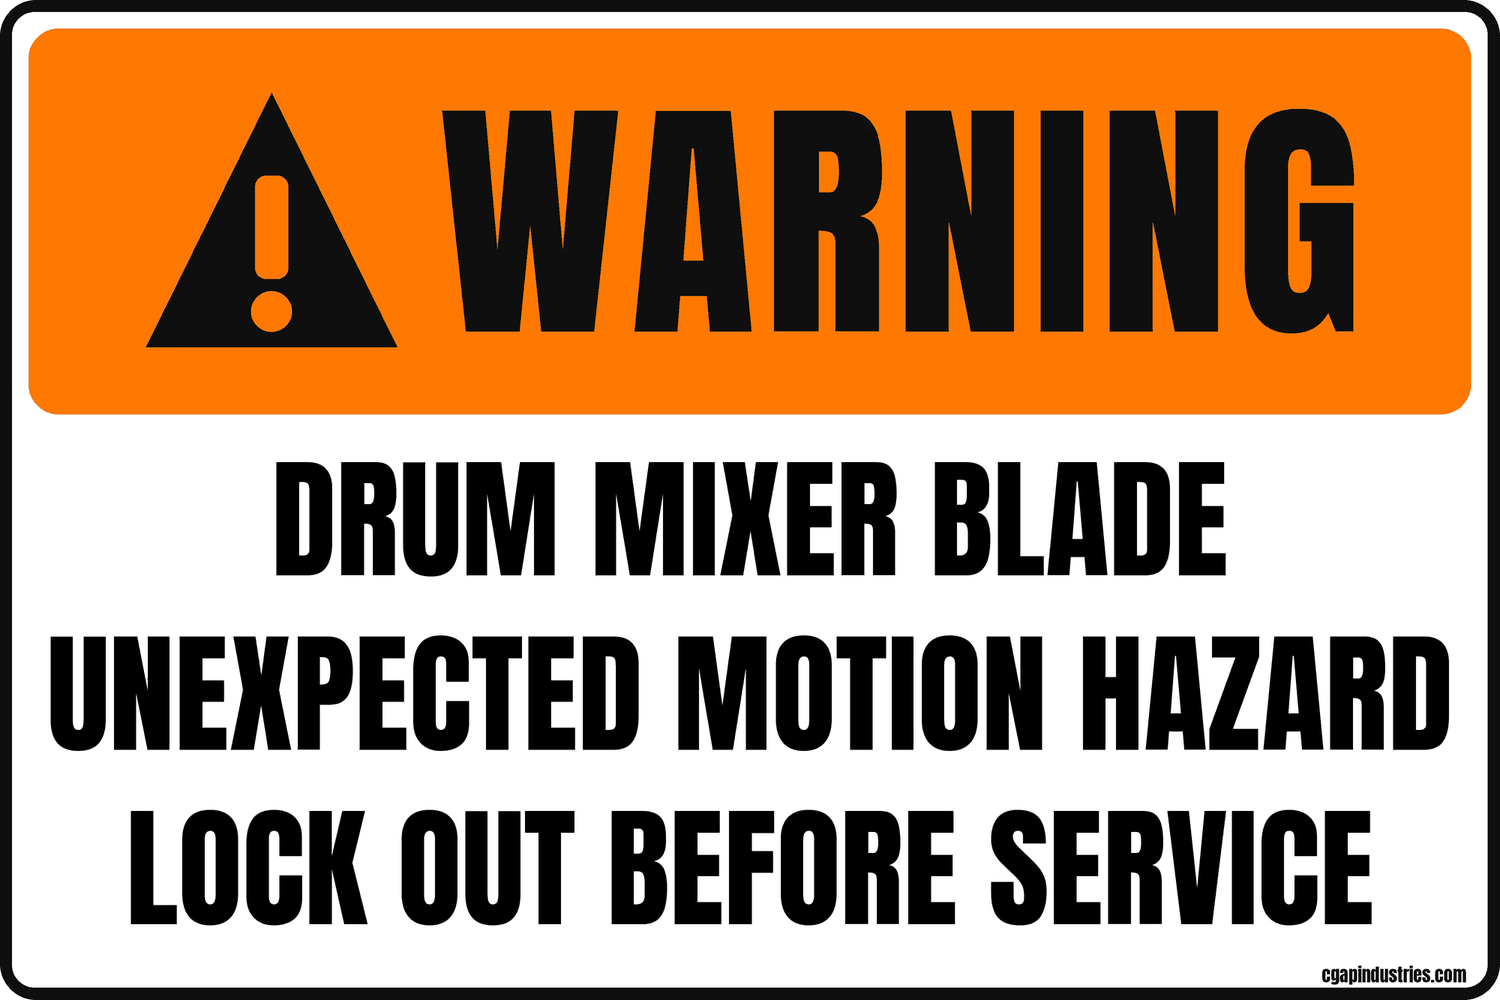 WARNING
DRUM MIXER BLADE
UNEXPECTED MOTION HAZARD
LOCK OUT BEFORE SERVICE
cgapindustries.com